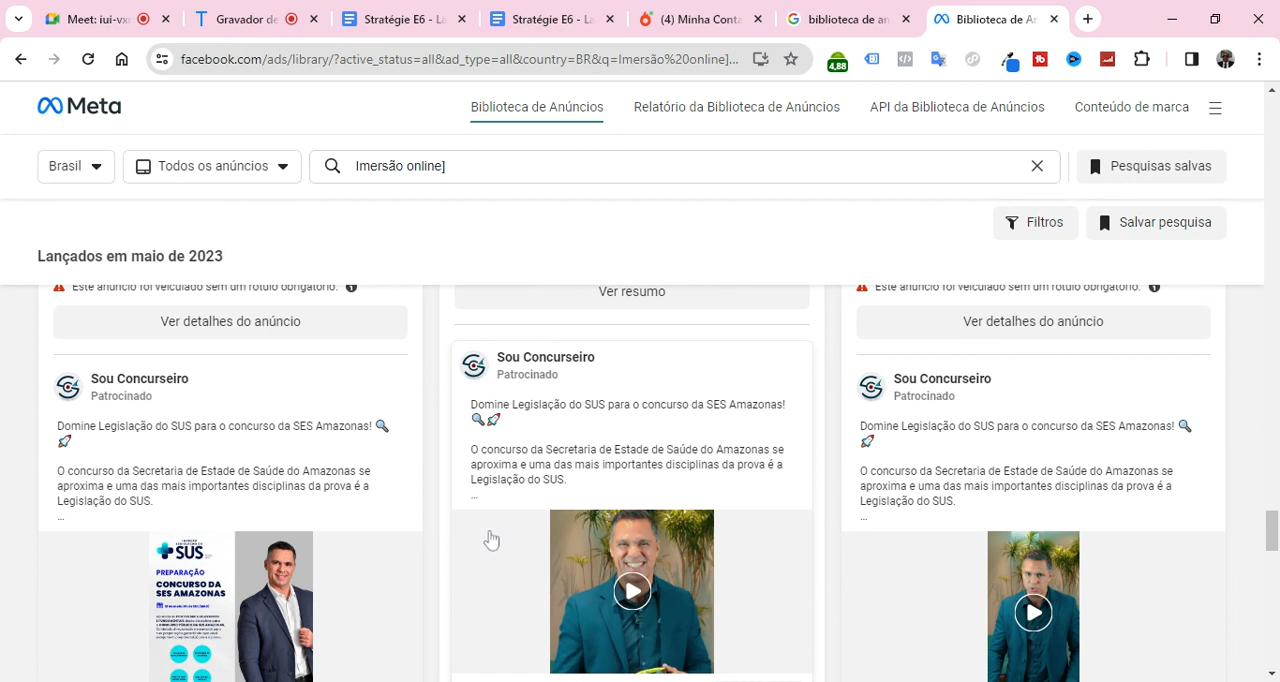 Meet: iui-vx
Gravador de
Stratégie E6 - La
Stratégie E6 - La
(4) Minha Conta
biblioteca de an
Biblioteca de An
facebook.com/ads/library/?active_status=all&ad_type=all&country=BR&q=Imersão%20online]...
4,88
Meta
Biblioteca de Anúncios
Relatório da Biblioteca de Anúncios
API da Biblioteca de Anúncios
Conteúdo de marca
Brasil
Todos os anúncios
Imersão online]
Pesquisas salvas
Filtros
Salvar pesquisa
Lançados em maio de 2023
Este anúncio foi veiculado sem um rótulo obrigatório.
Ver detalhes do anúncio
Sou Concurseiro
Patrocinado
Domine Legislação do SUS para o concurso da SES Amazonas! 🔍
🚀
O concurso da Secretaria de Estado de Saúde do Amazonas se
aproxima e uma das mais importantes disciplinas da prova é a
Legislação do SUS.
...
SUS
PREPARAÇÃO
CONCURSO DA
SES AMAZONAS
Ver resumo
Sou Concurseiro
Patrocinado
Domine Legislação do SUS para o concurso da SES Amazonas!
🔍🚀
O concurso da Secretaria de Estado de Saúde do Amazonas se
aproxima e uma das mais importantes disciplinas da prova é a
Legislação do SUS.
...
Este anúncio foi veiculado sem um rótulo obrigatório.
Ver detalhes do anúncio
Sou Concurseiro
Patrocinado
Domine Legislação do SUS para o concurso da SES Amazonas! 🔍
🚀
O concurso da Secretaria de Estado de Saúde do Amazonas se
aproxima e uma das mais importantes disciplinas da prova é a
Legislação do SUS.
...